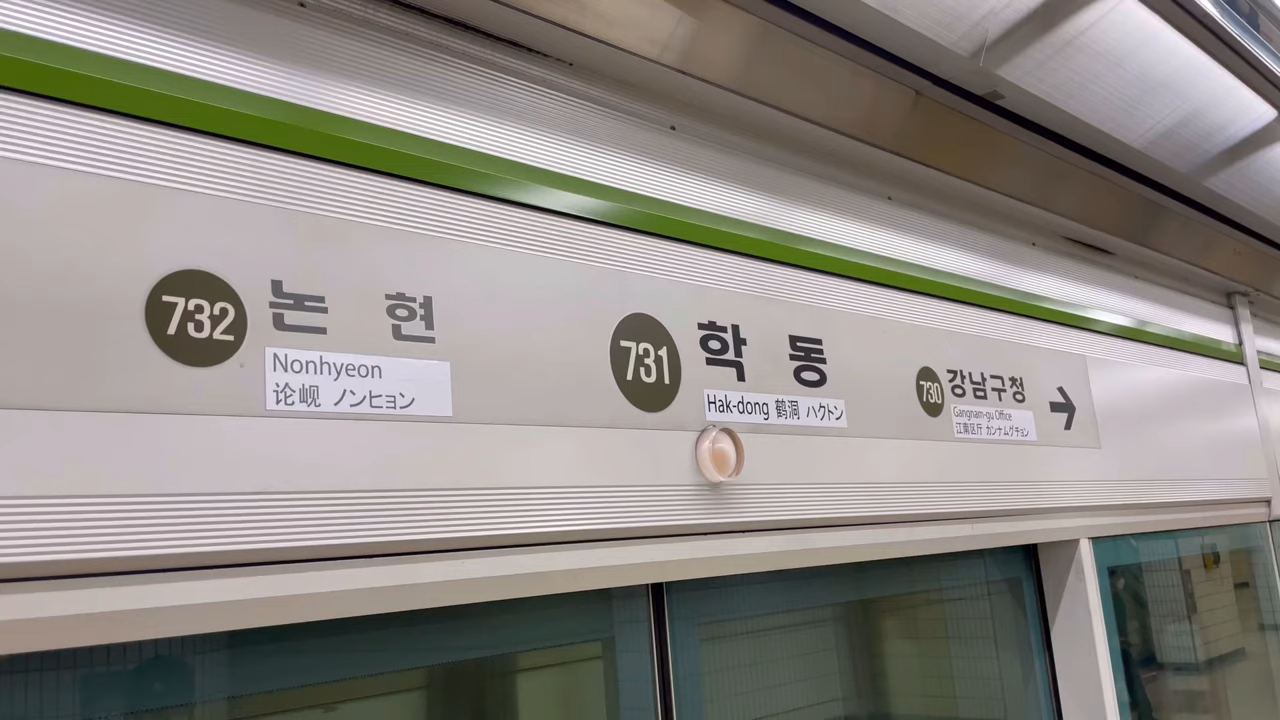 732 논 현
Nonhyeon
论岘 ノンヒョン
731 학 동
Hak-dong 鹤洞 ハクトン
730 강남구청 →
Gangnam-gu Office
江南区厅 カンナムグチョン